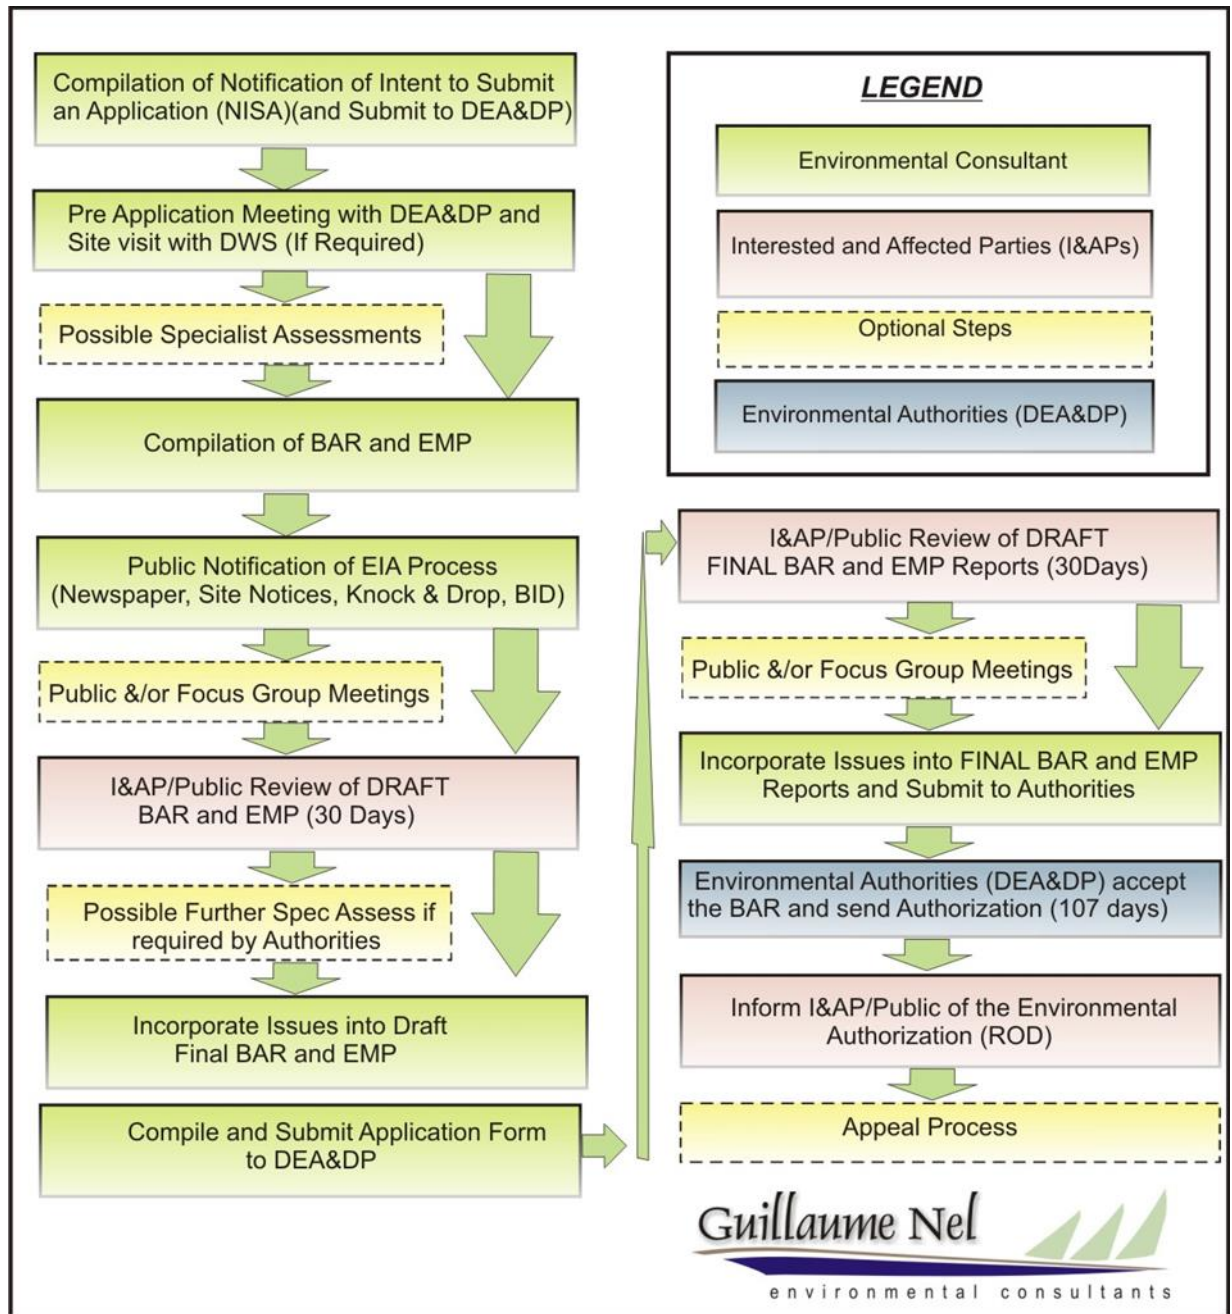 Compilation of Notification of Intent to Submit
an Application (NISA)(and Submit to DEA&DP)
Pre Application Meeting with DEA&DP and
Site visit with DWS (If Required)
Possible Specialist Assessments
Compilation of BAR and EMP
Public Notification of EIA Process
(Newspaper, Site Notices, Knock & Drop, BID)
Public &/or Focus Group Meetings
I&AP/Public Review of DRAFT
BAR and EMP (30 Days)
Possible Further Spec Assess if
required by Authorities
Incorporate Issues into Draft
Final BAR and EMP
Compile and Submit Application Form
to DEA&DP
LEGEND
Environmental Consultant
Interested and Affected Parties (I&APs)
Optional Steps
Environmental Authorities (DEA&DP)
I&AP/Public Review of DRAFT
FINAL BAR and EMP Reports (30Days)
Public &/or Focus Group Meetings
Incorporate Issues into FINAL BAR and EMP
Reports and Submit to Authorities
Environmental Authorities (DEA&DP) accept
the BAR and send Authorization (107 days)
Inform I&AP/Public of the Environmental
Authorization (ROD)
Appeal Process
Guillaume Nel
environmental consultants